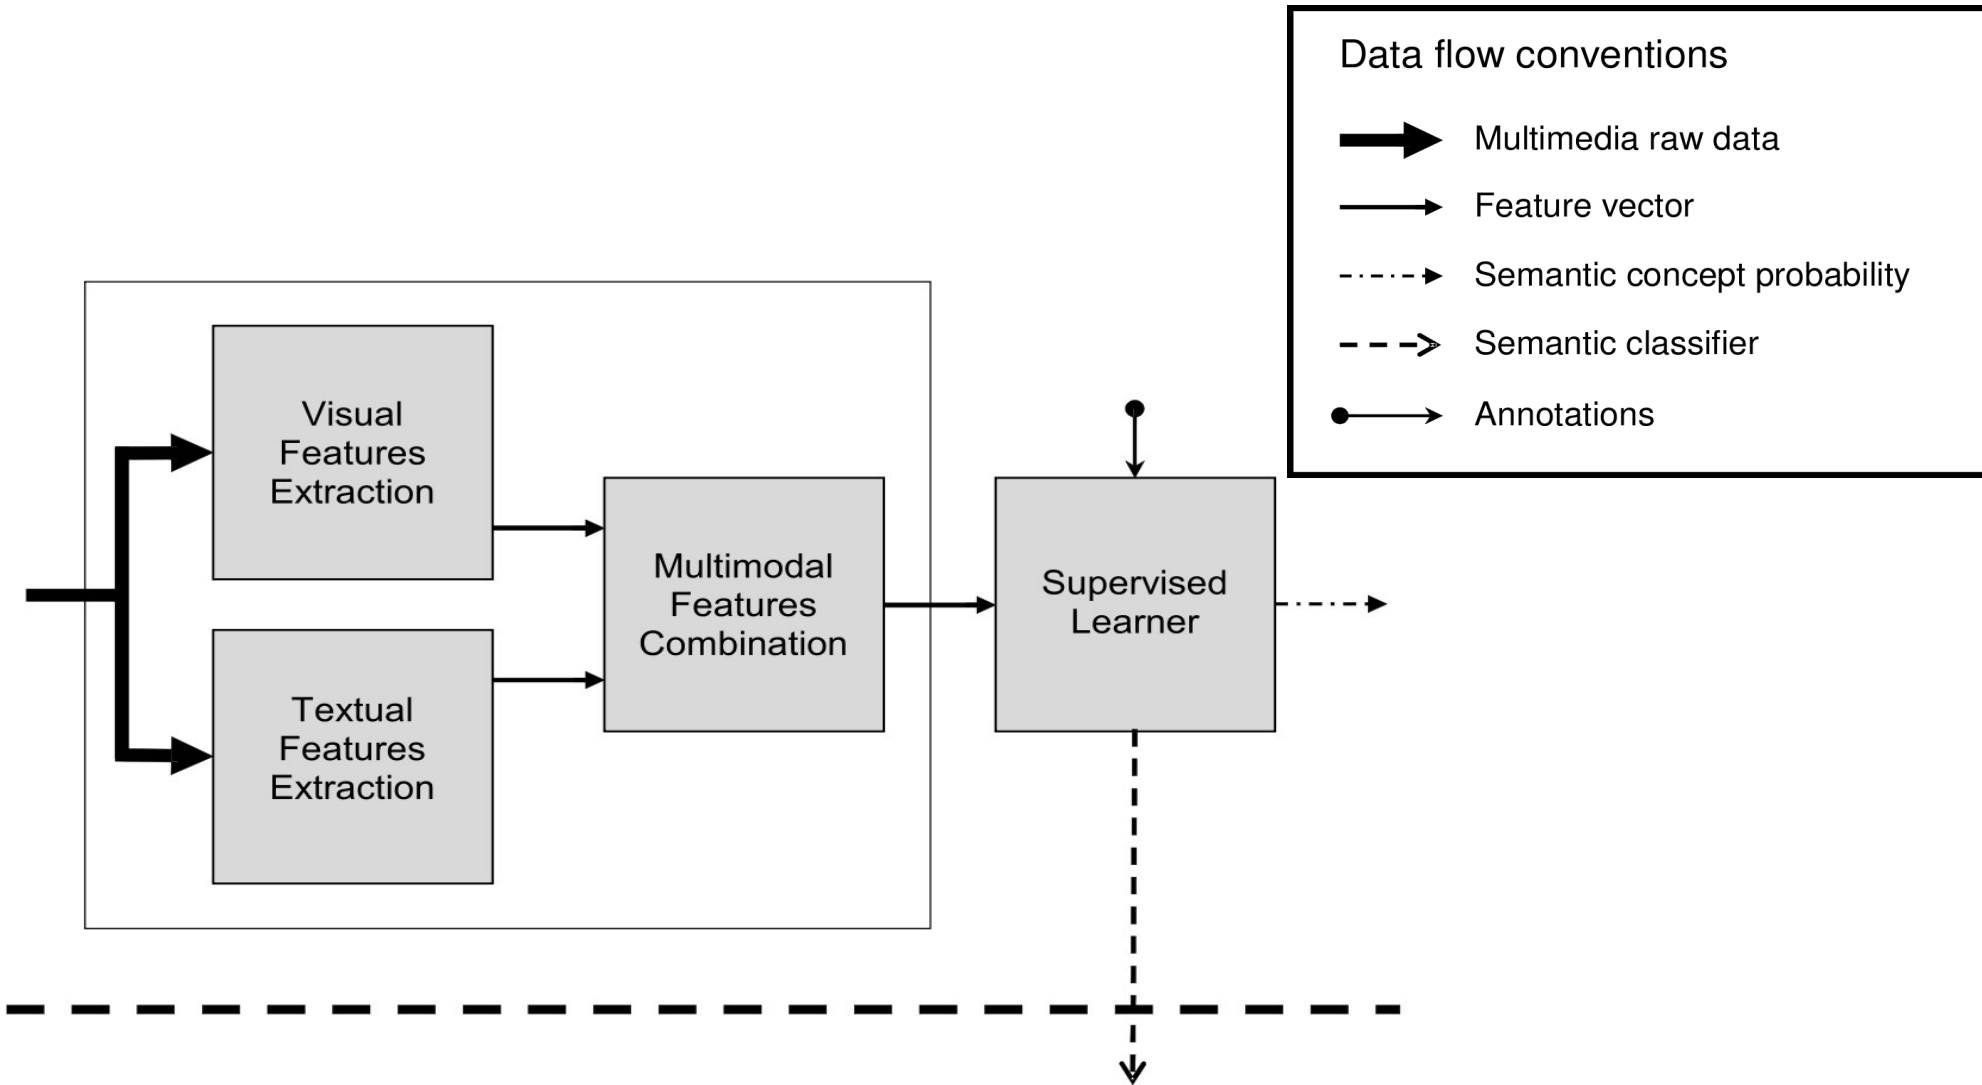 Data flow conventions
Multimedia raw data
Feature vector
Semantic concept probability
Semantic classifier
Annotations
Visual
Features
Extraction
Textual
Features
Extraction
Multimodal
Features
Combination
Supervised
Learner